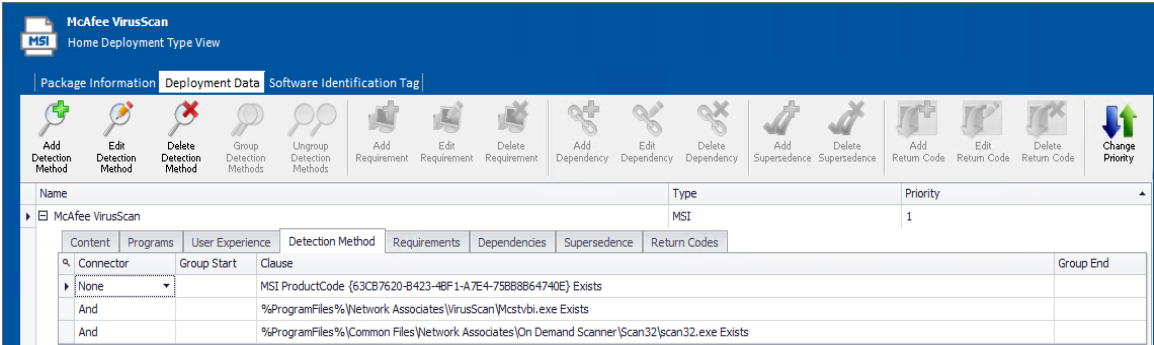 McAfee VirusScan
MSI
Home Deployment Type View
Package Information Deployment Data Software Identification Tag
Add Detection Method
Edit Detection Method
Delete Detection Method
Group Detection Methods
Ungroup Detection Methods
Add Requirement
Edit Requirement
Delete Requirement
Add Dependency
Edit Dependency
Delete Dependency
Add Supersedence
Delete Supersedence
Add Return Code
Edit Return Code
Delete Return Code
Change Priority
Name Type Priority
McAfee VirusScan MSI 1
Content Programs User Experience Detection Method Requirements Dependencies Supersedence Return Codes
Connector Group Start Clause Group End
None MSI ProductCode {63CB7620-B423-4BF1-A7E4-75BB8B64740E} Exists
And %ProgramFiles%\Network Associates\VirusScan\Mcstvbi.exe Exists
And %ProgramFiles%\Common Files\Network Associates\On Demand Scanner\Scan32\scan32.exe Exists